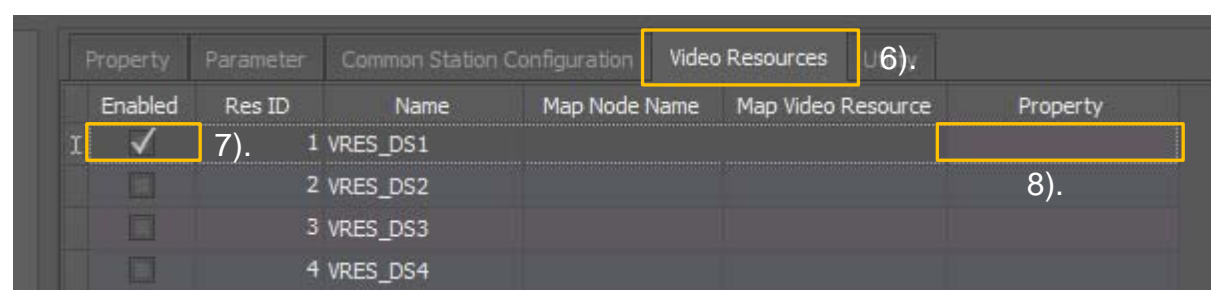 Property Parameter Common Station Configuration Video Resources 6).
Enabled Res ID Name Map Node Name Map Video Resource Property
7). 1 VRES_DS1
2 VRES_DS2 8).
3 VRES_DS3
4 VRES_DS4